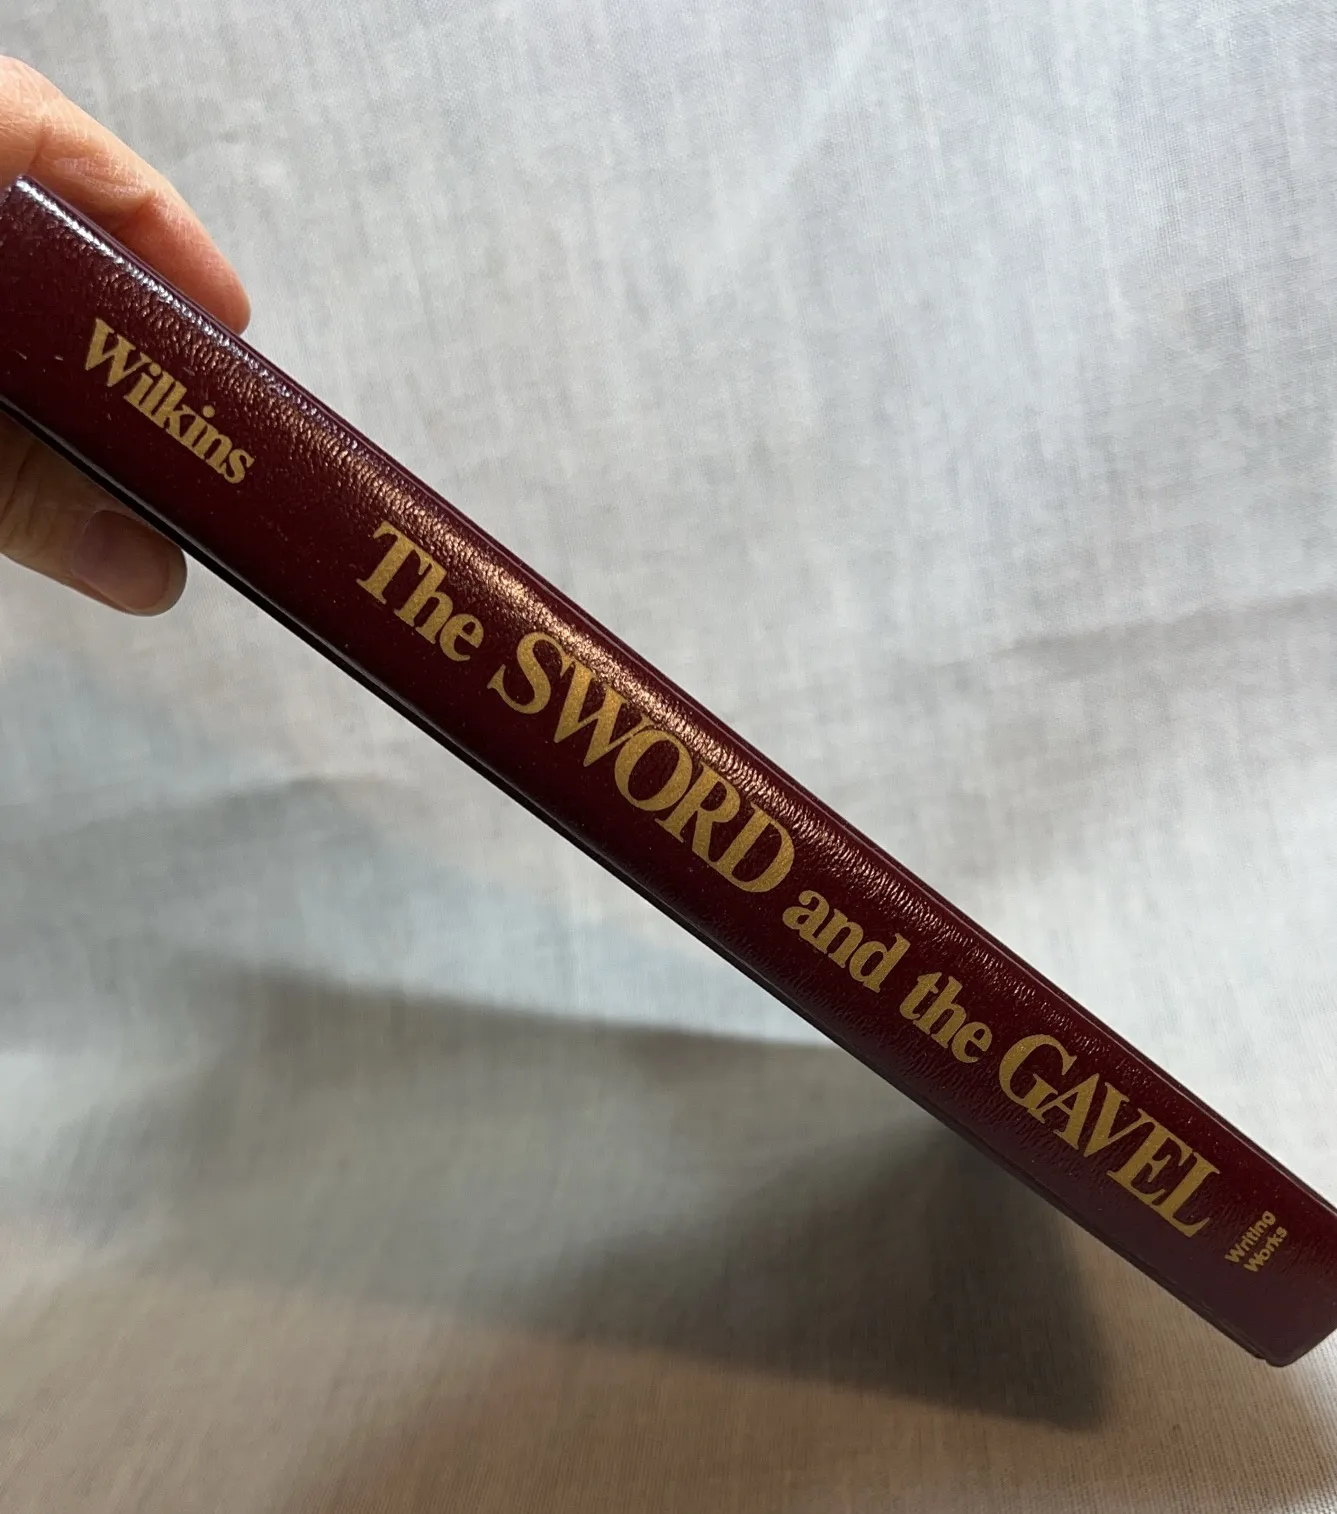 Wilkins
The SWORD and the GAVEL
Writing
Works